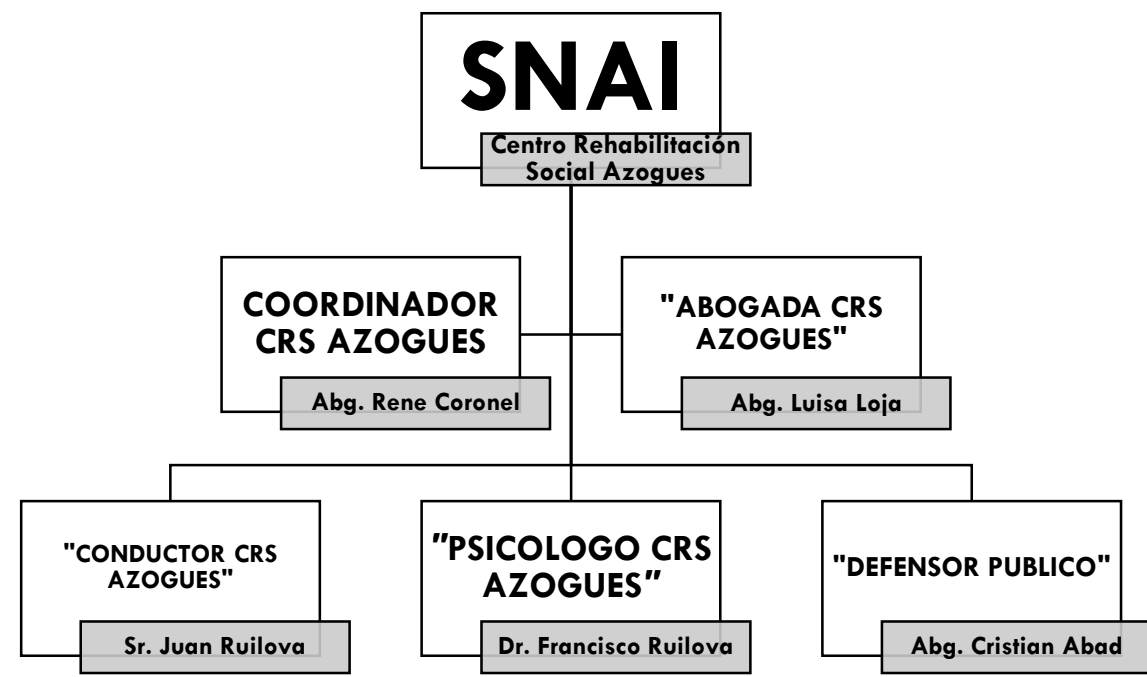 SNAI
Centro Rehabilitación
Social Azogues
COORDINADOR
CRS AZOGUES
Abg. Rene Coronel
"ABOGADA CRS
AZOGUES"
Abg. Luisa Loja
"CONDUCTOR CRS
AZOGUES"
Sr. Juan Ruilova
"PSICOLOGO CRS
AZOGUES"
Dr. Francisco Ruilova
"DEFENSOR PUBLICO"
Abg. Cristian Abad